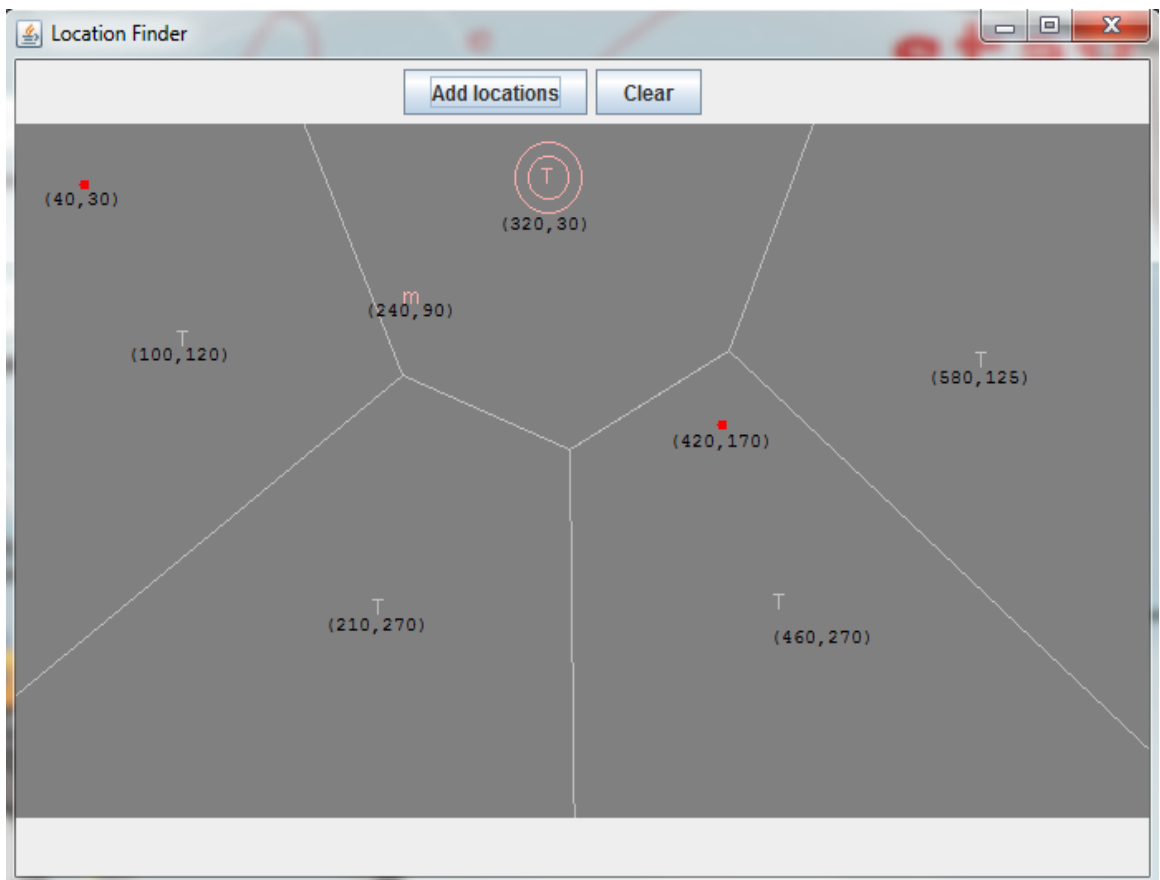 Location Finder
Add locations Clear
T
(40,30)
(320,30)
m
(240,90)
T
(100,120)
T
(580,125)
(420,170)
T
(210,270)
T
(460,270)